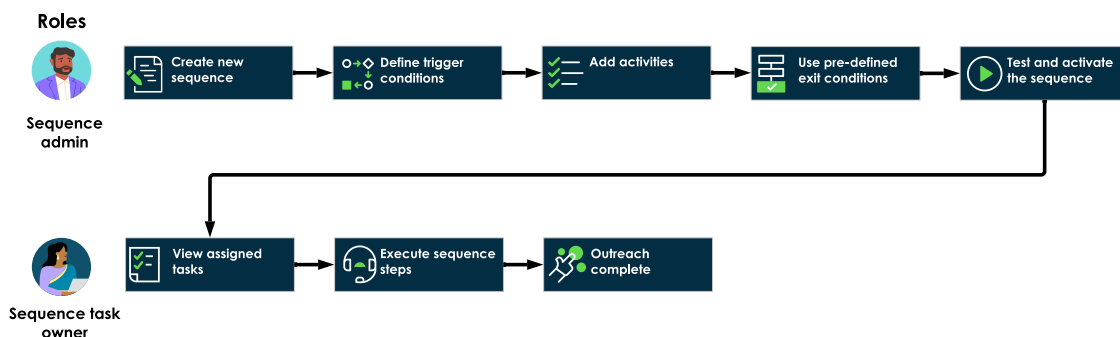 Roles
Create new
sequence
Define trigger
conditions
Add activities
Use pre-defined
exit conditions
Test and activate
the sequence
Sequence
admin
View assigned
tasks
Execute sequence
steps
Outreach
complete
Sequence task
owner